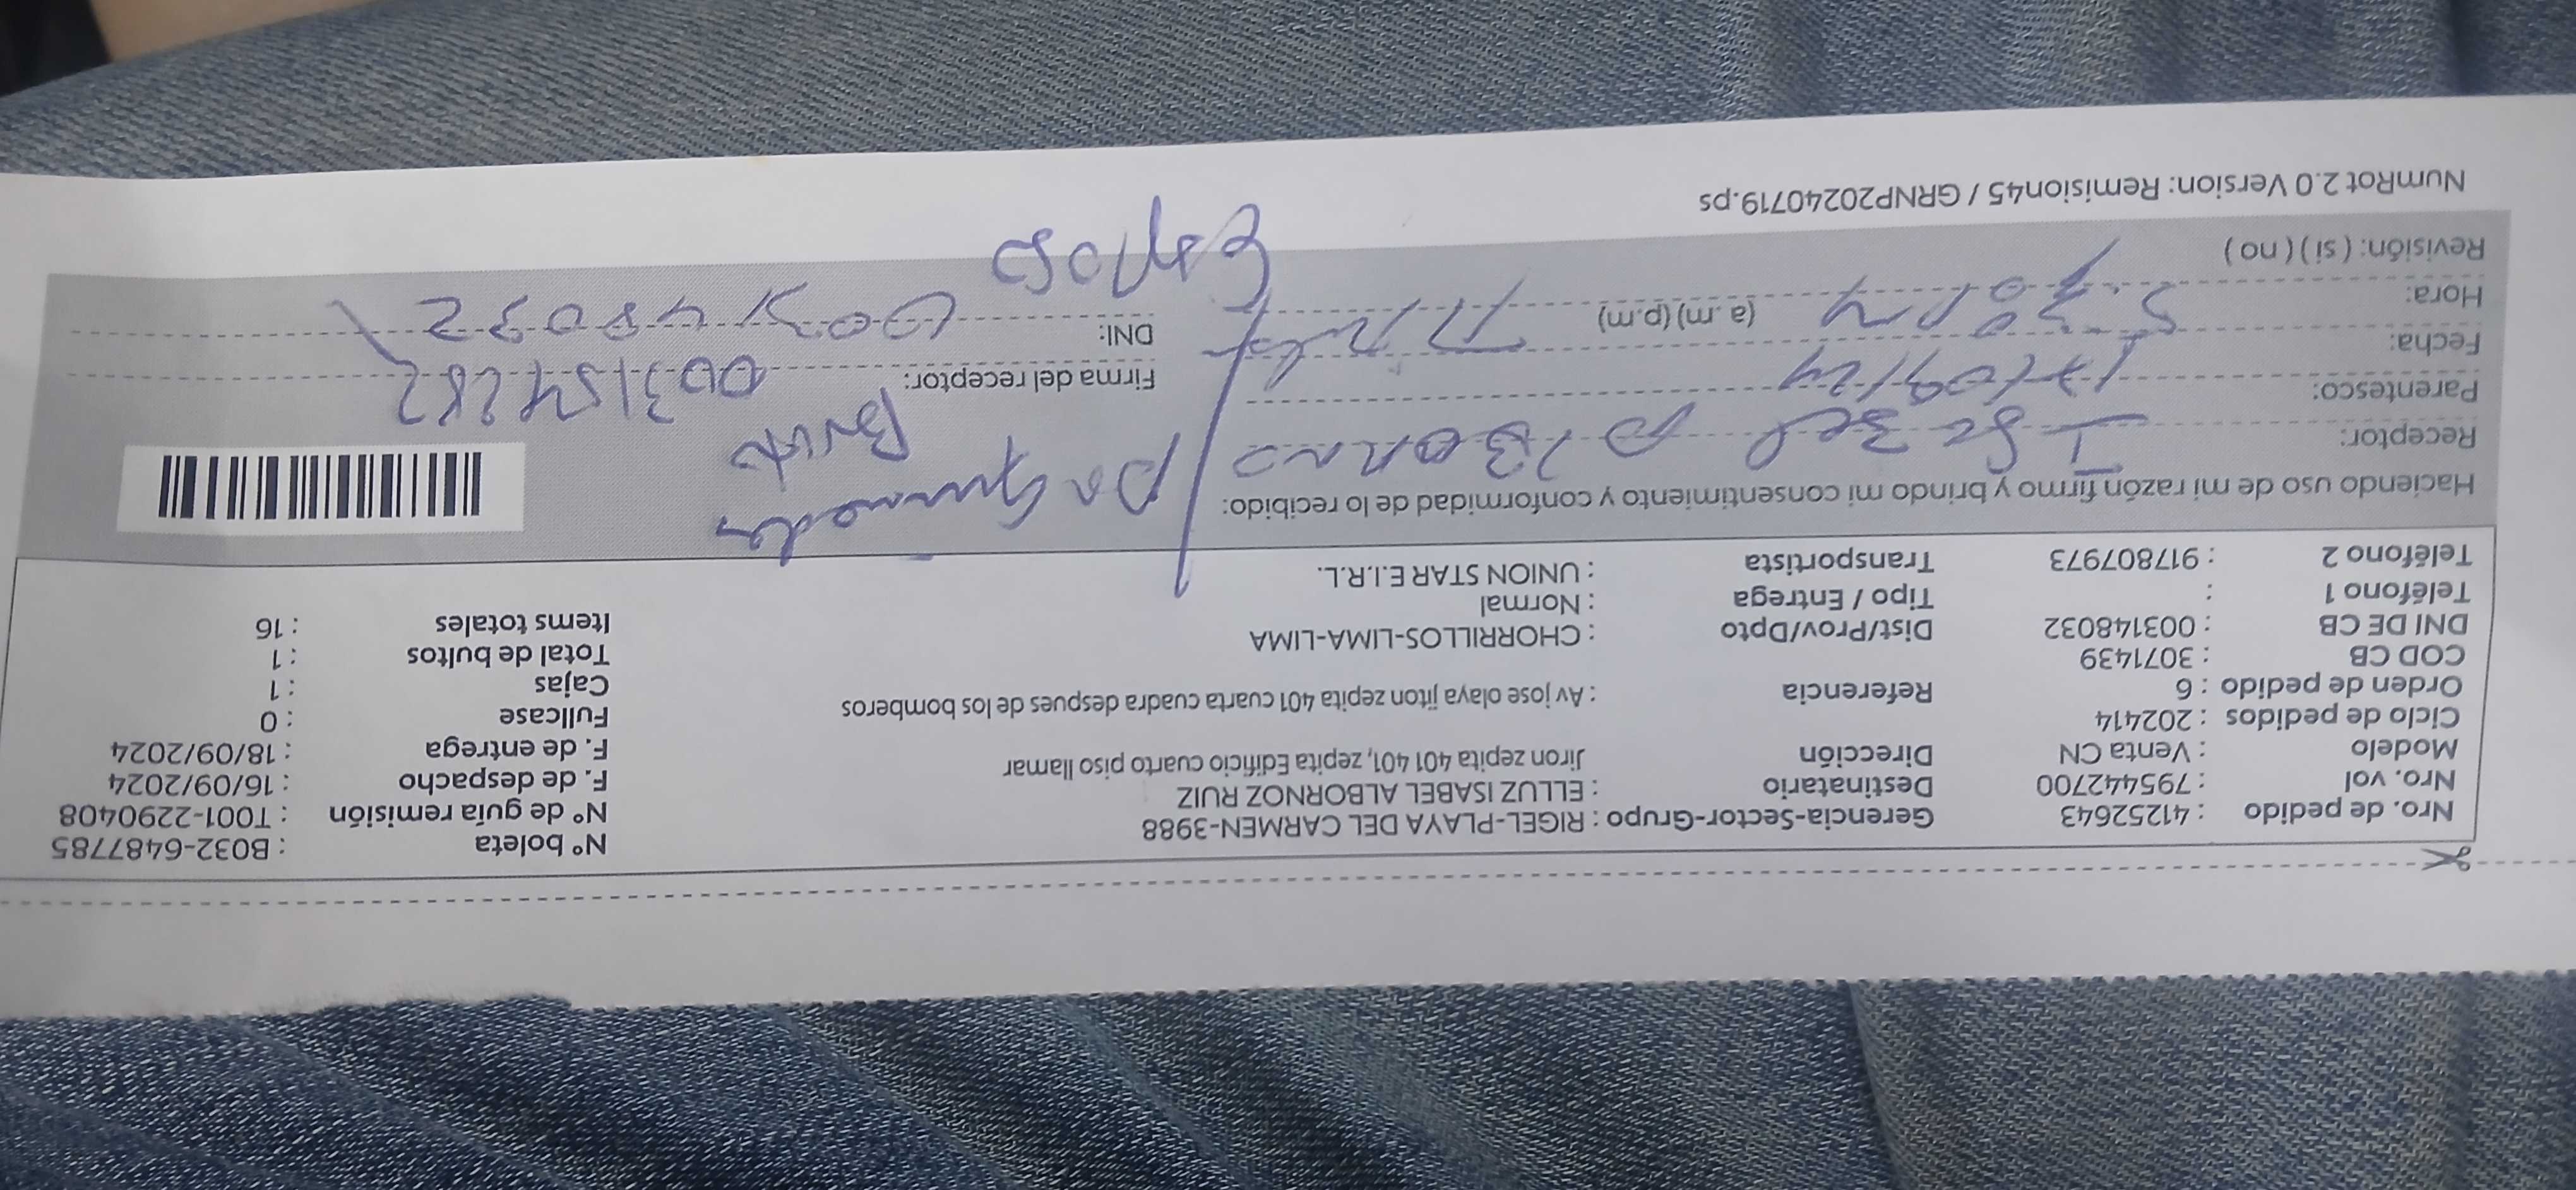 Nro. de pedido : 41252643 Gerencia-Sector-Grupo : RIGEL-PLAYA DEL CARMEN-3988 N° boleta : B032-6487785
Nro. vol : 795442700 Destinatario : ELLUZ ISABEL ALBORNOZ RUIZ N° de guía remisión : T001-2290408
Modelo : Venta CN Dirección Jiron zepita 401 401, zepita Edificio cuarto piso llamar F. de despacho : 16/09/2024
Ciclo de pedidos : 202414 F. de entrega : 18/09/2024
Orden de pedido : 6 Referencia : Av jose olaya jiton zepita 401 cuarta cuadra despues de los bomberos Fullcase : 0
COD CB : 3071439 Cajas : 1
DNI DE CB : 003148032 Dist/Prov/Dpto : CHORRILLOS-LIMA-LIMA Total de bultos : 1
Teléfono 1 : Tipo / Entrega : Normal Items totales : 16
Teléfono 2 : 917807973 Transportista : UNION STAR E.I.R.L.
Haciendo uso de mi razón firmo y brindo mi consentimiento y conformidad de lo recibido:
Receptor:
Parentesco: 17/09/24 Firma del receptor:
Fecha:
Hora: (a. m) (p.m) DNI:
Revisión: ( si ) ( no )
NumRot 2.0 Version: Remision45 / GRNP20240719.ps